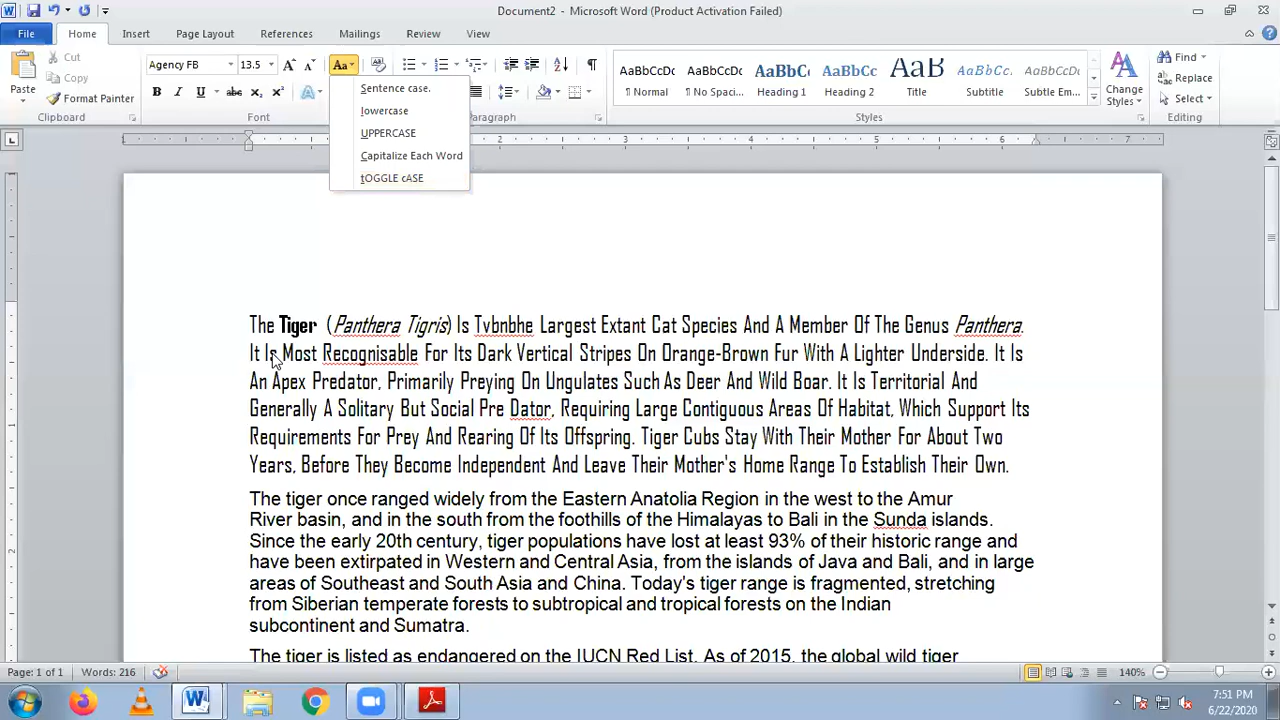 Document2 - Microsoft Word (Product Activation Failed)
File Home Insert Page Layout References Mailings Review View
Cut
Copy
Format Painter
Paste
Clipboard
Agency FB 13.5
Aa
B I U abc x₂ x² A
Font
Sentence case.
lowercase
UPPERCASE
Capitalize Each Word
tOGGLE cASE
Paragraph
AaBbCcDc AaBbCcDc AaBbCc AaBbCc AaB AaBbCc. AaBbCcDc
¶ Normal ¶ No Spaci... Heading 1 Heading 2 Title Subtitle Subtle Em...
Styles
Change Styles
Find
Replace
Select
Editing
1 1 2 3 4 5 6 7
The Tiger (Panthera Tigris) Is Tvbnbhe Largest Extant Cat Species And A Member Of The Genus Panthera.
It Is Most Recognisable For Its Dark Vertical Stripes On Orange-Brown Fur With A Lighter Underside. It Is
An Apex Predator, Primarily Preying On Ungulates Such As Deer And Wild Boar. It Is Territorial And
Generally A Solitary But Social Pre Dator, Requiring Large Contiguous Areas Of Habitat, Which Support Its
Requirements For Prey And Rearing Of Its Offspring. Tiger Cubs Stay With Their Mother For About Two
Years, Before They Become Independent And Leave Their Mother's Home Range To Establish Their Own.
The tiger once ranged widely from the Eastern Anatolia Region in the west to the Amur
River basin, and in the south from the foothills of the Himalayas to Bali in the Sunda islands.
Since the early 20th century, tiger populations have lost at least 93% of their historic range and
have been extirpated in Western and Central Asia, from the islands of Java and Bali, and in large
areas of Southeast and South Asia and China. Today's tiger range is fragmented, stretching
from Siberian temperate forests to subtropical and tropical forests on the Indian
subcontinent and Sumatra.
The tiger is listed as endangered on the IUCN Red List. As of 2015, the global wild tiger
Page: 1 of 1 Words: 216 140%
7:51 PM
6/22/2020